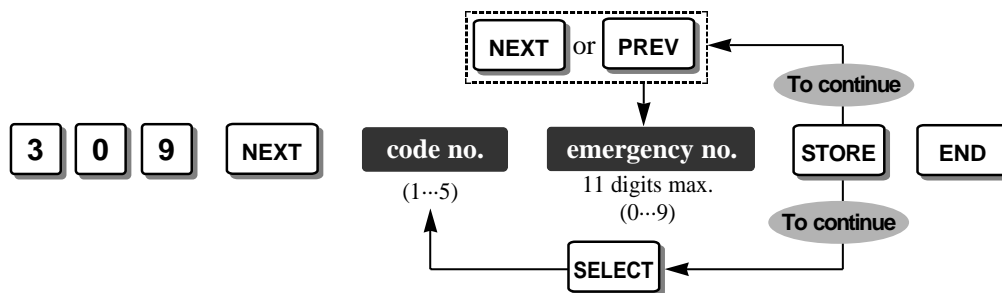 NEXT or PREV
To continue
3 0 9 NEXT code no. emergency no. STORE END
(1···5)
11 digits max.
(0···9)
To continue
SELECT